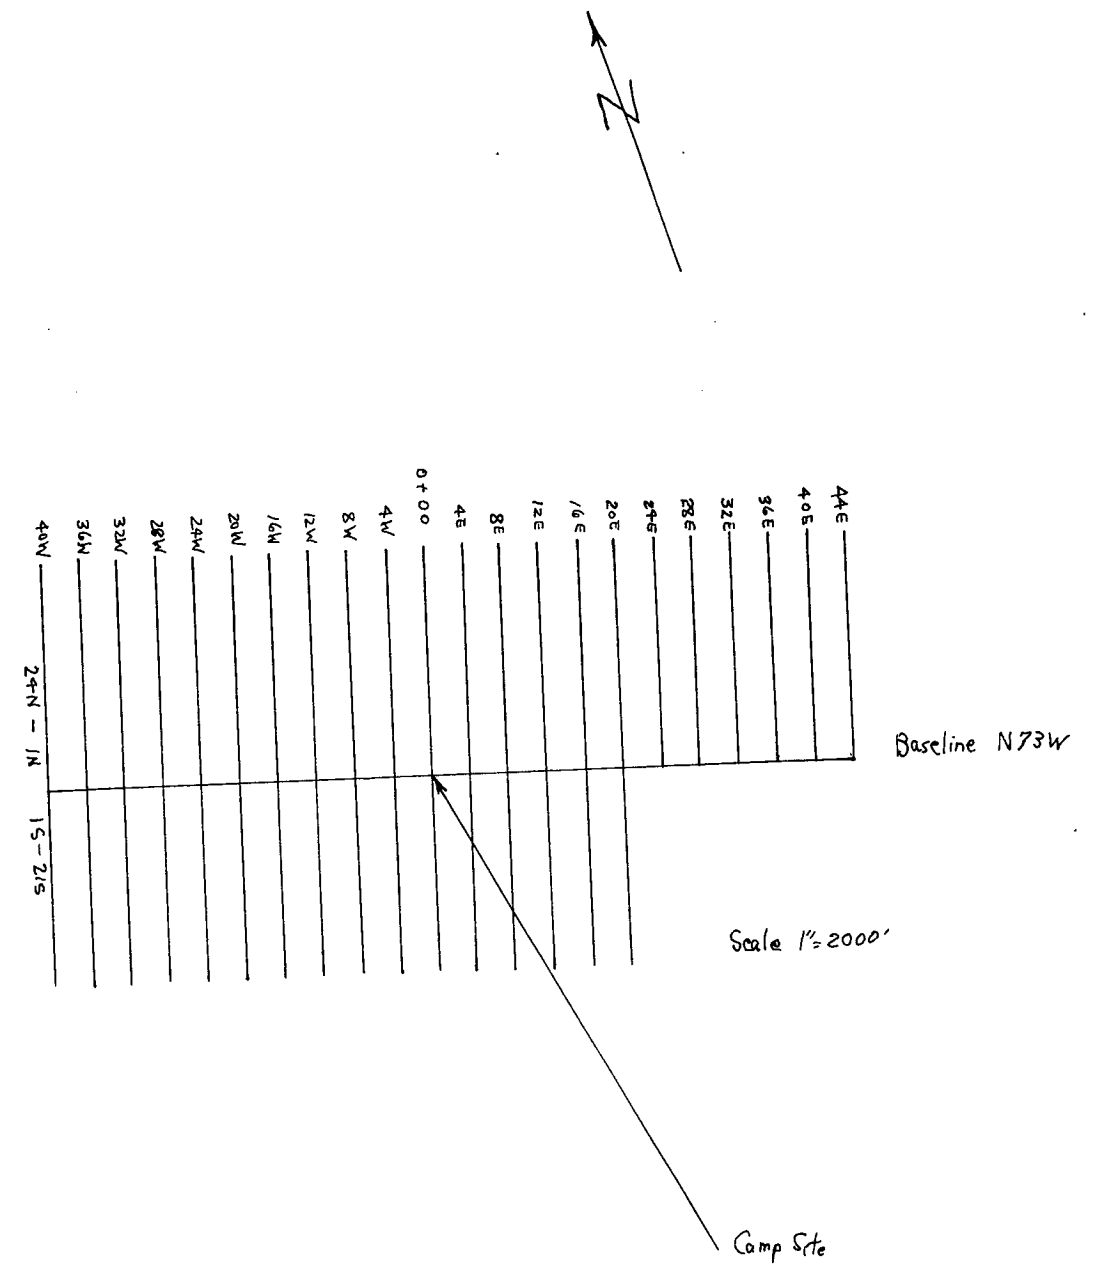 N
40W
36W
32W
28W
24W
20W
16W
12W
8W
4W
0+00
4E
8E
12E
16E
20E
24E
28E
32E
36E
40E
44E
24N - 1N
1S - 21S
Baseline N73W
Scale 1"=2000'
Camp Site